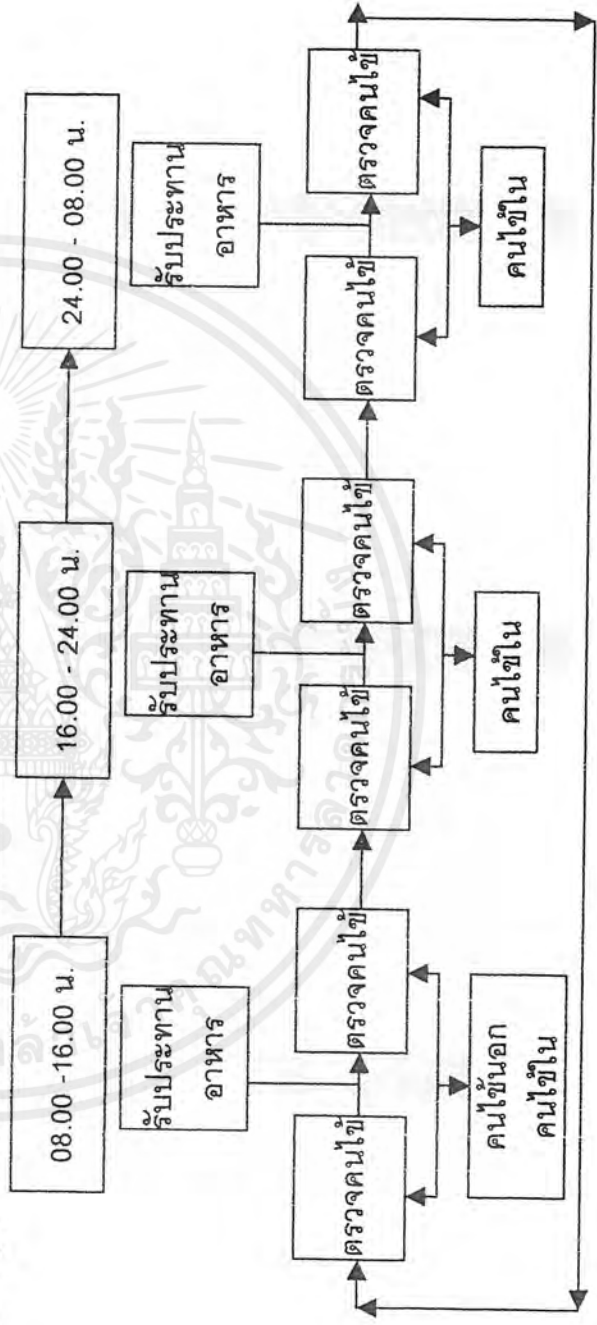 08.00 -16.00 น.
16.00 - 24.00 น.
24.00 - 08.00 น.
รับประทาน
อาหาร
รับประทาน
อาหาร
รับประทาน
อาหาร
ตรวจคนไข้
ตรวจคนไข้
ตรวจคนไข้
ตรวจคนไข้
ตรวจคนไข้
ตรวจคนไข้
คนไข้นอก
คนไข้ใน
คนไข้ใน
คนไข้ใน